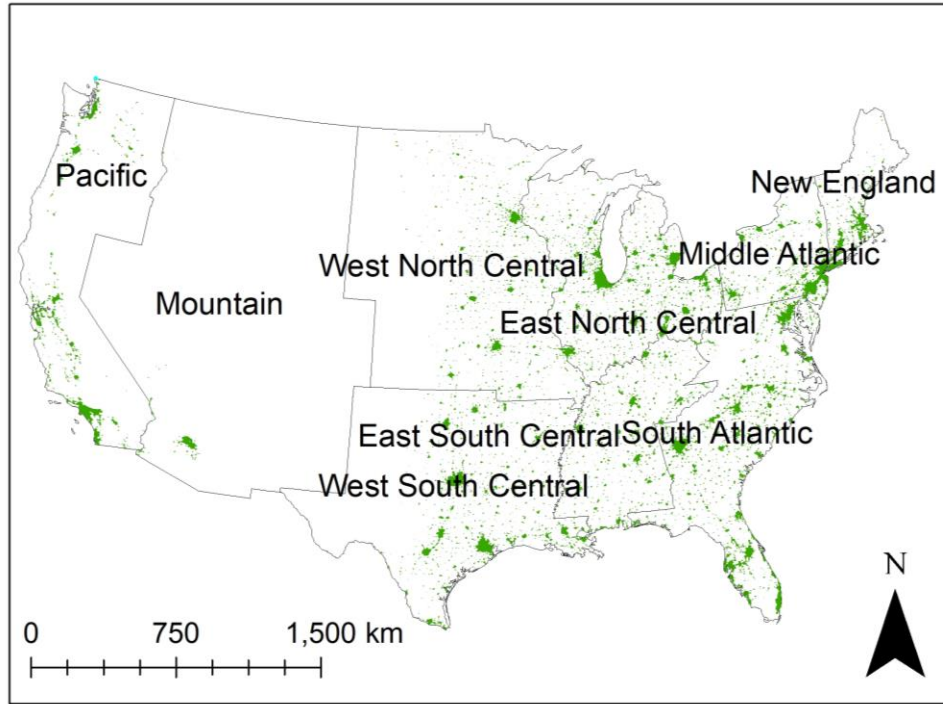 Pacific
New England
Middle Atlantic
West North Central
Mountain
East North Central
East South Central
South Atlantic
West South Central
N
0 750 1,500 km